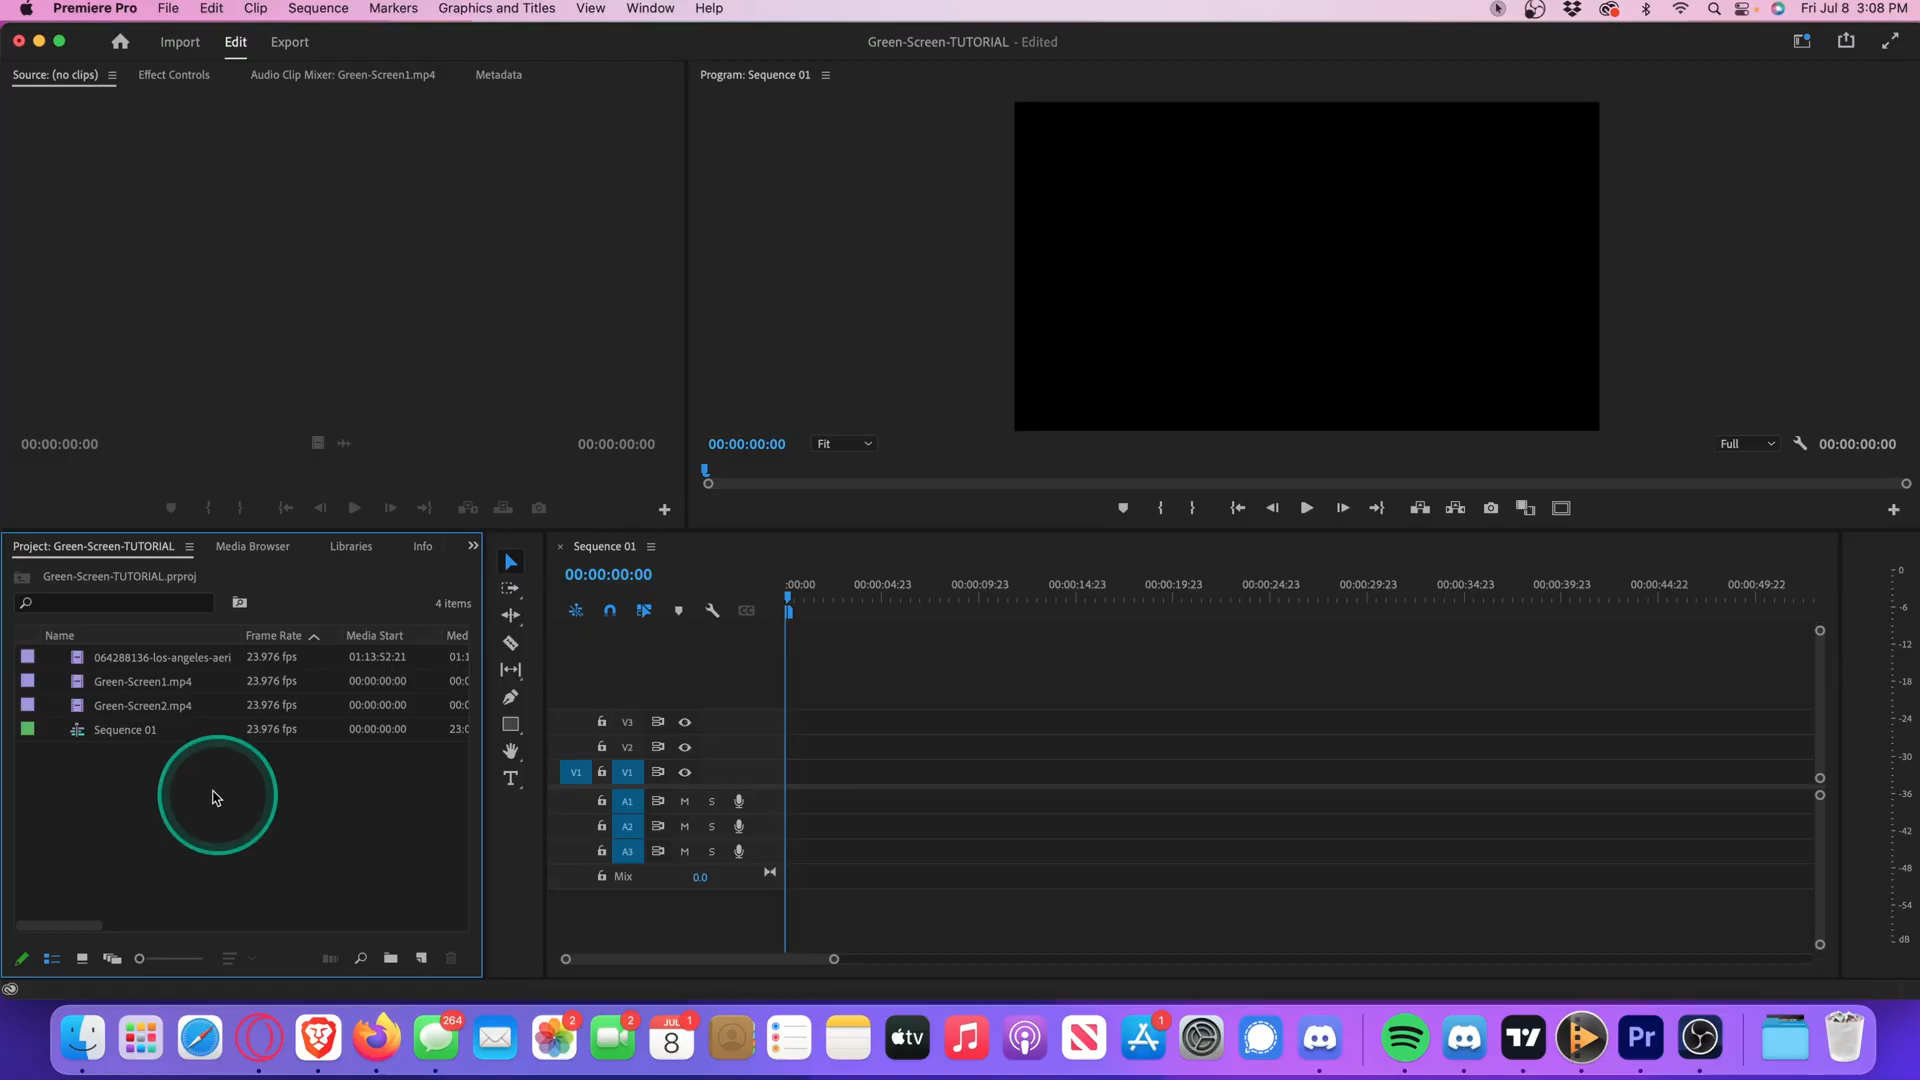 Premiere Pro File Edit Clip Sequence Markers Graphics and Titles View Window Help Fri Jul 8 3:08 PM
Import Edit Export Green-Screen-TUTORIAL - Edited
Source: (no clips) Effect Controls Audio Clip Mixer: Green-Screen1.mp4 Metadata Program: Sequence 01
00:00:00:00 00:00:00:00 00:00:00:00 Fit Full 00:00:00:00
Project: Green-Screen-TUTORIAL Media Browser Libraries Info
Green-Screen-TUTORIAL.prproj
4 items
Name Frame Rate Media Start Med
064288136-los-angeles-aeri 23.976 fps 01:13:52:21 01:1
Green-Screen1.mp4 23.976 fps 00:00:00:00 00:0
Green-Screen2.mp4 23.976 fps 00:00:00:00 00:0
Sequence 01 23.976 fps 00:00:00:00 23:0
T
× Sequence 01
00:00:00:00
:00:00 00:00:04:23 00:00:09:23 00:00:14:23 00:00:19:23 00:00:24:23 00:00:29:23 00:00:34:23 00:00:39:23 00:00:44:22 00:00:49:22
CC
V3
V2
V1 V1
A1 M S
A2 M S
A3 M S
Mix 0.0
0
-6
-12
-18
-24
-30
-36
-42
-48
-54
dB
264 2 2 JUL 8 1 tv 1 Pr